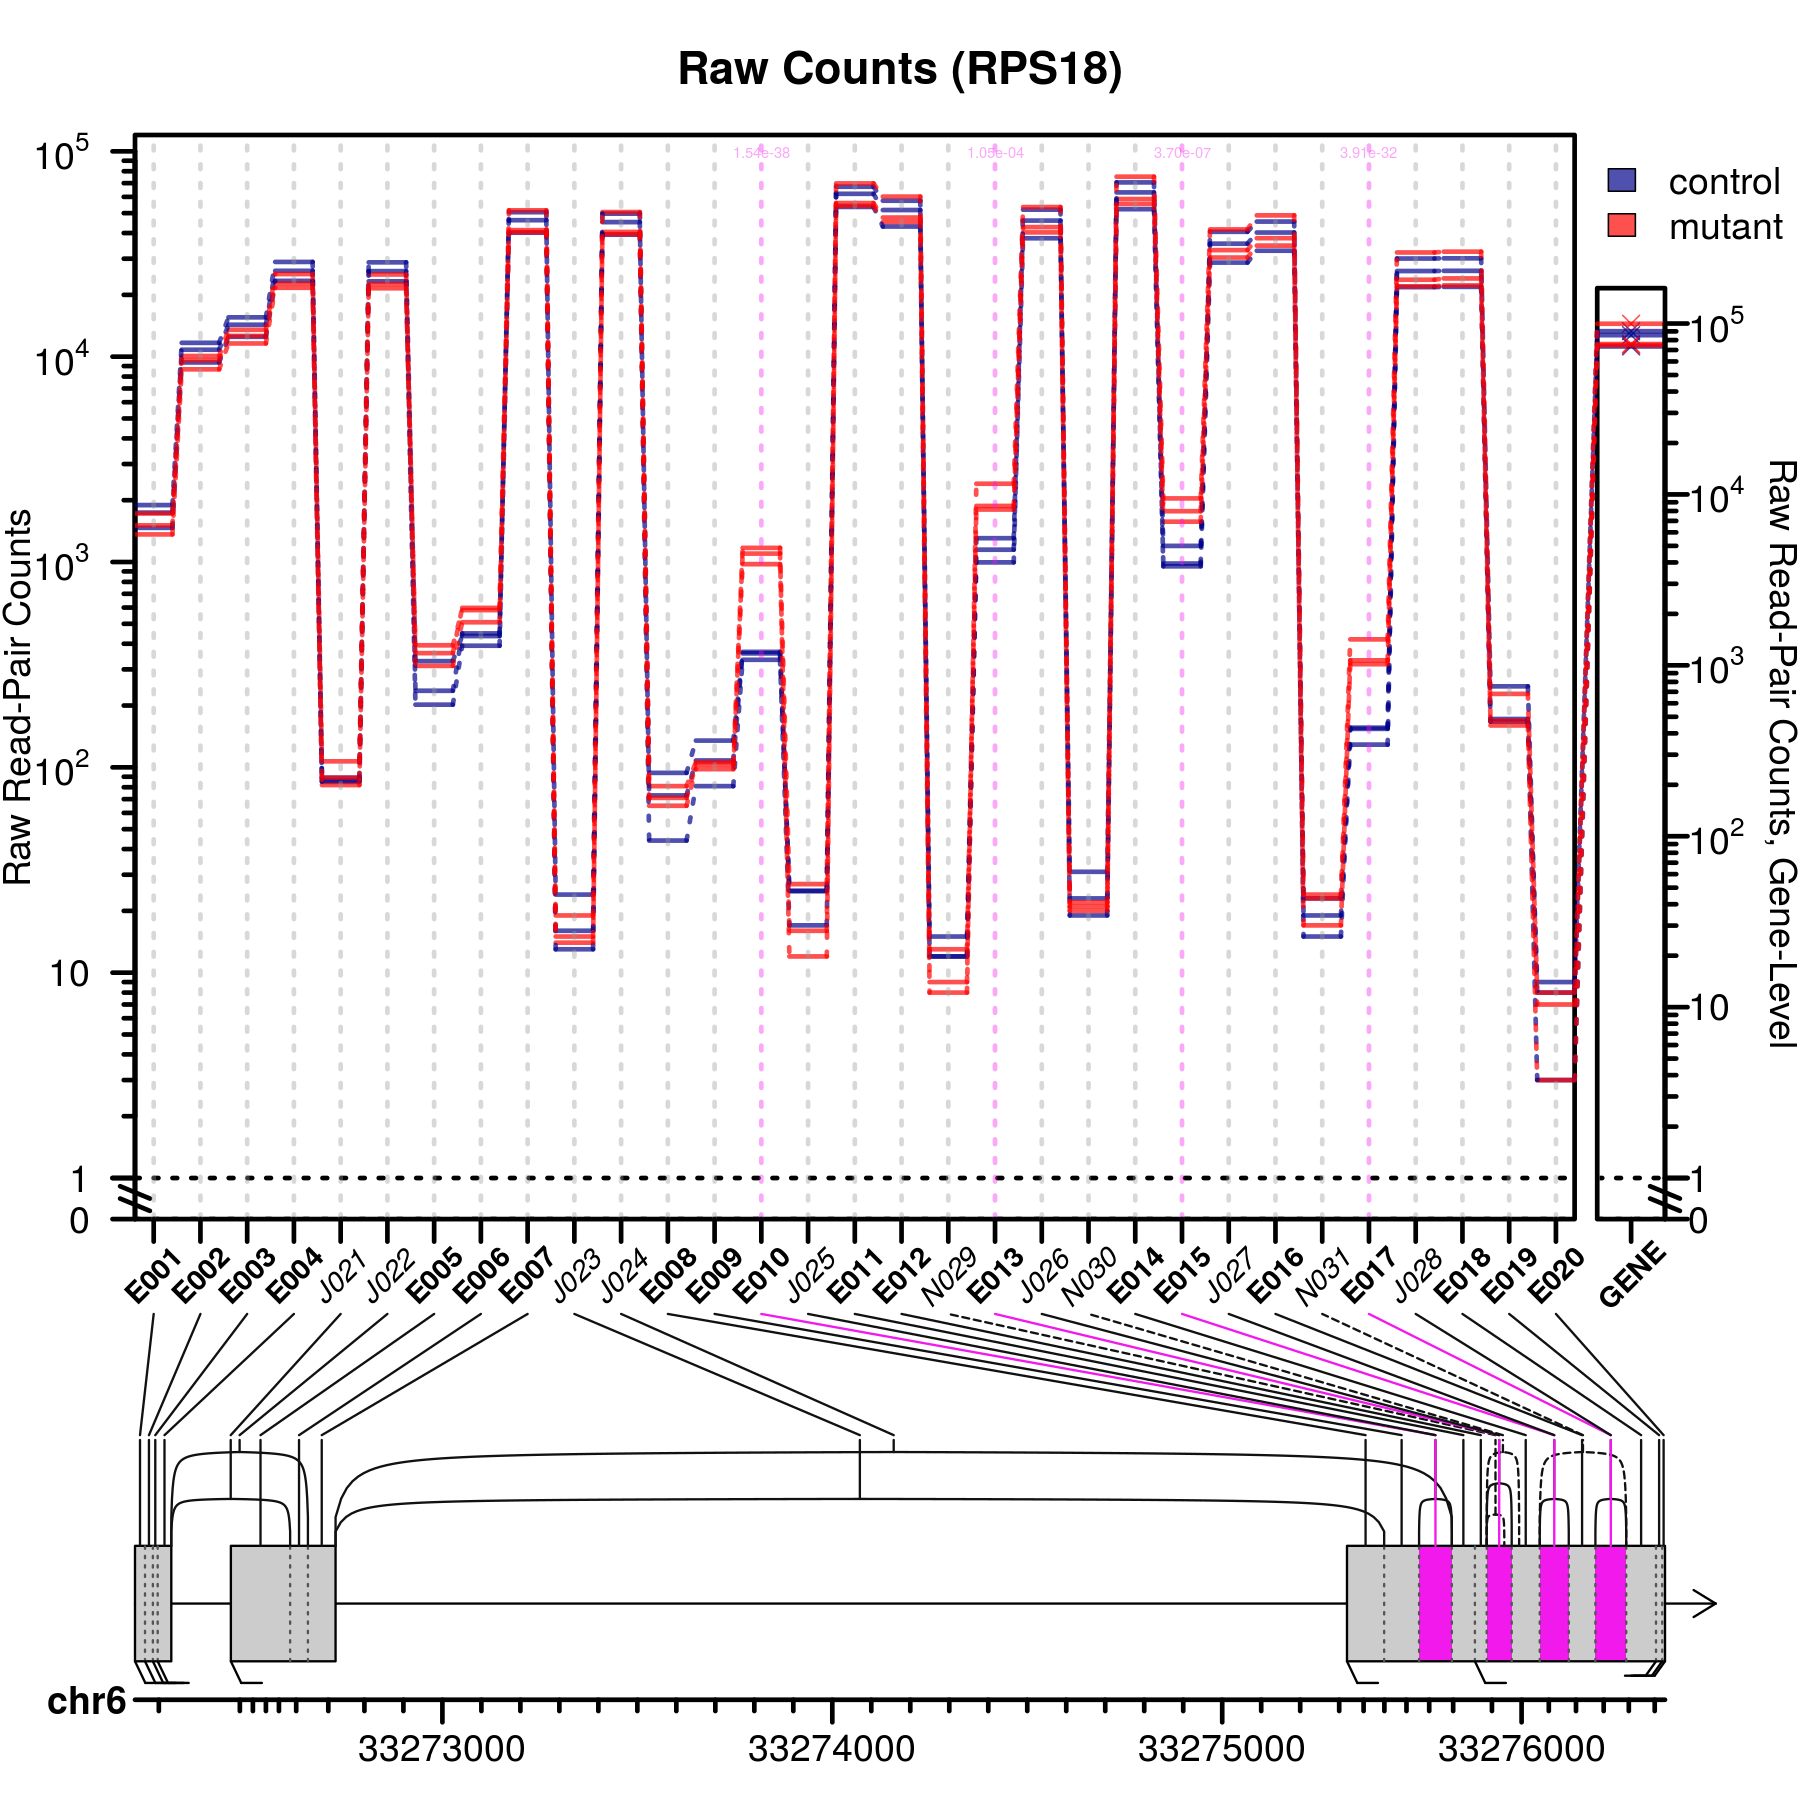 Raw Counts (RPS18)
1.54e-38 1.05e-04 3.70e-07 3.91e-32
control
mutant
Raw Read-Pair Counts
10^5
10^4
10^3
10^2
10
1
0
Raw Read-Pair Counts, Gene-Level
10^5
10^4
10^3
10^2
10
1
0
E001 E002 E003 E004 J021 J022 E005 E006 E007 J023 J024 E008 E009 E010 J025 E011 E012 N029 E013 J026 N030 E014 E015 J027 E016 N031 E017 J028 E018 E019 E020 GENE
chr6
33273000 33274000 33275000 33276000